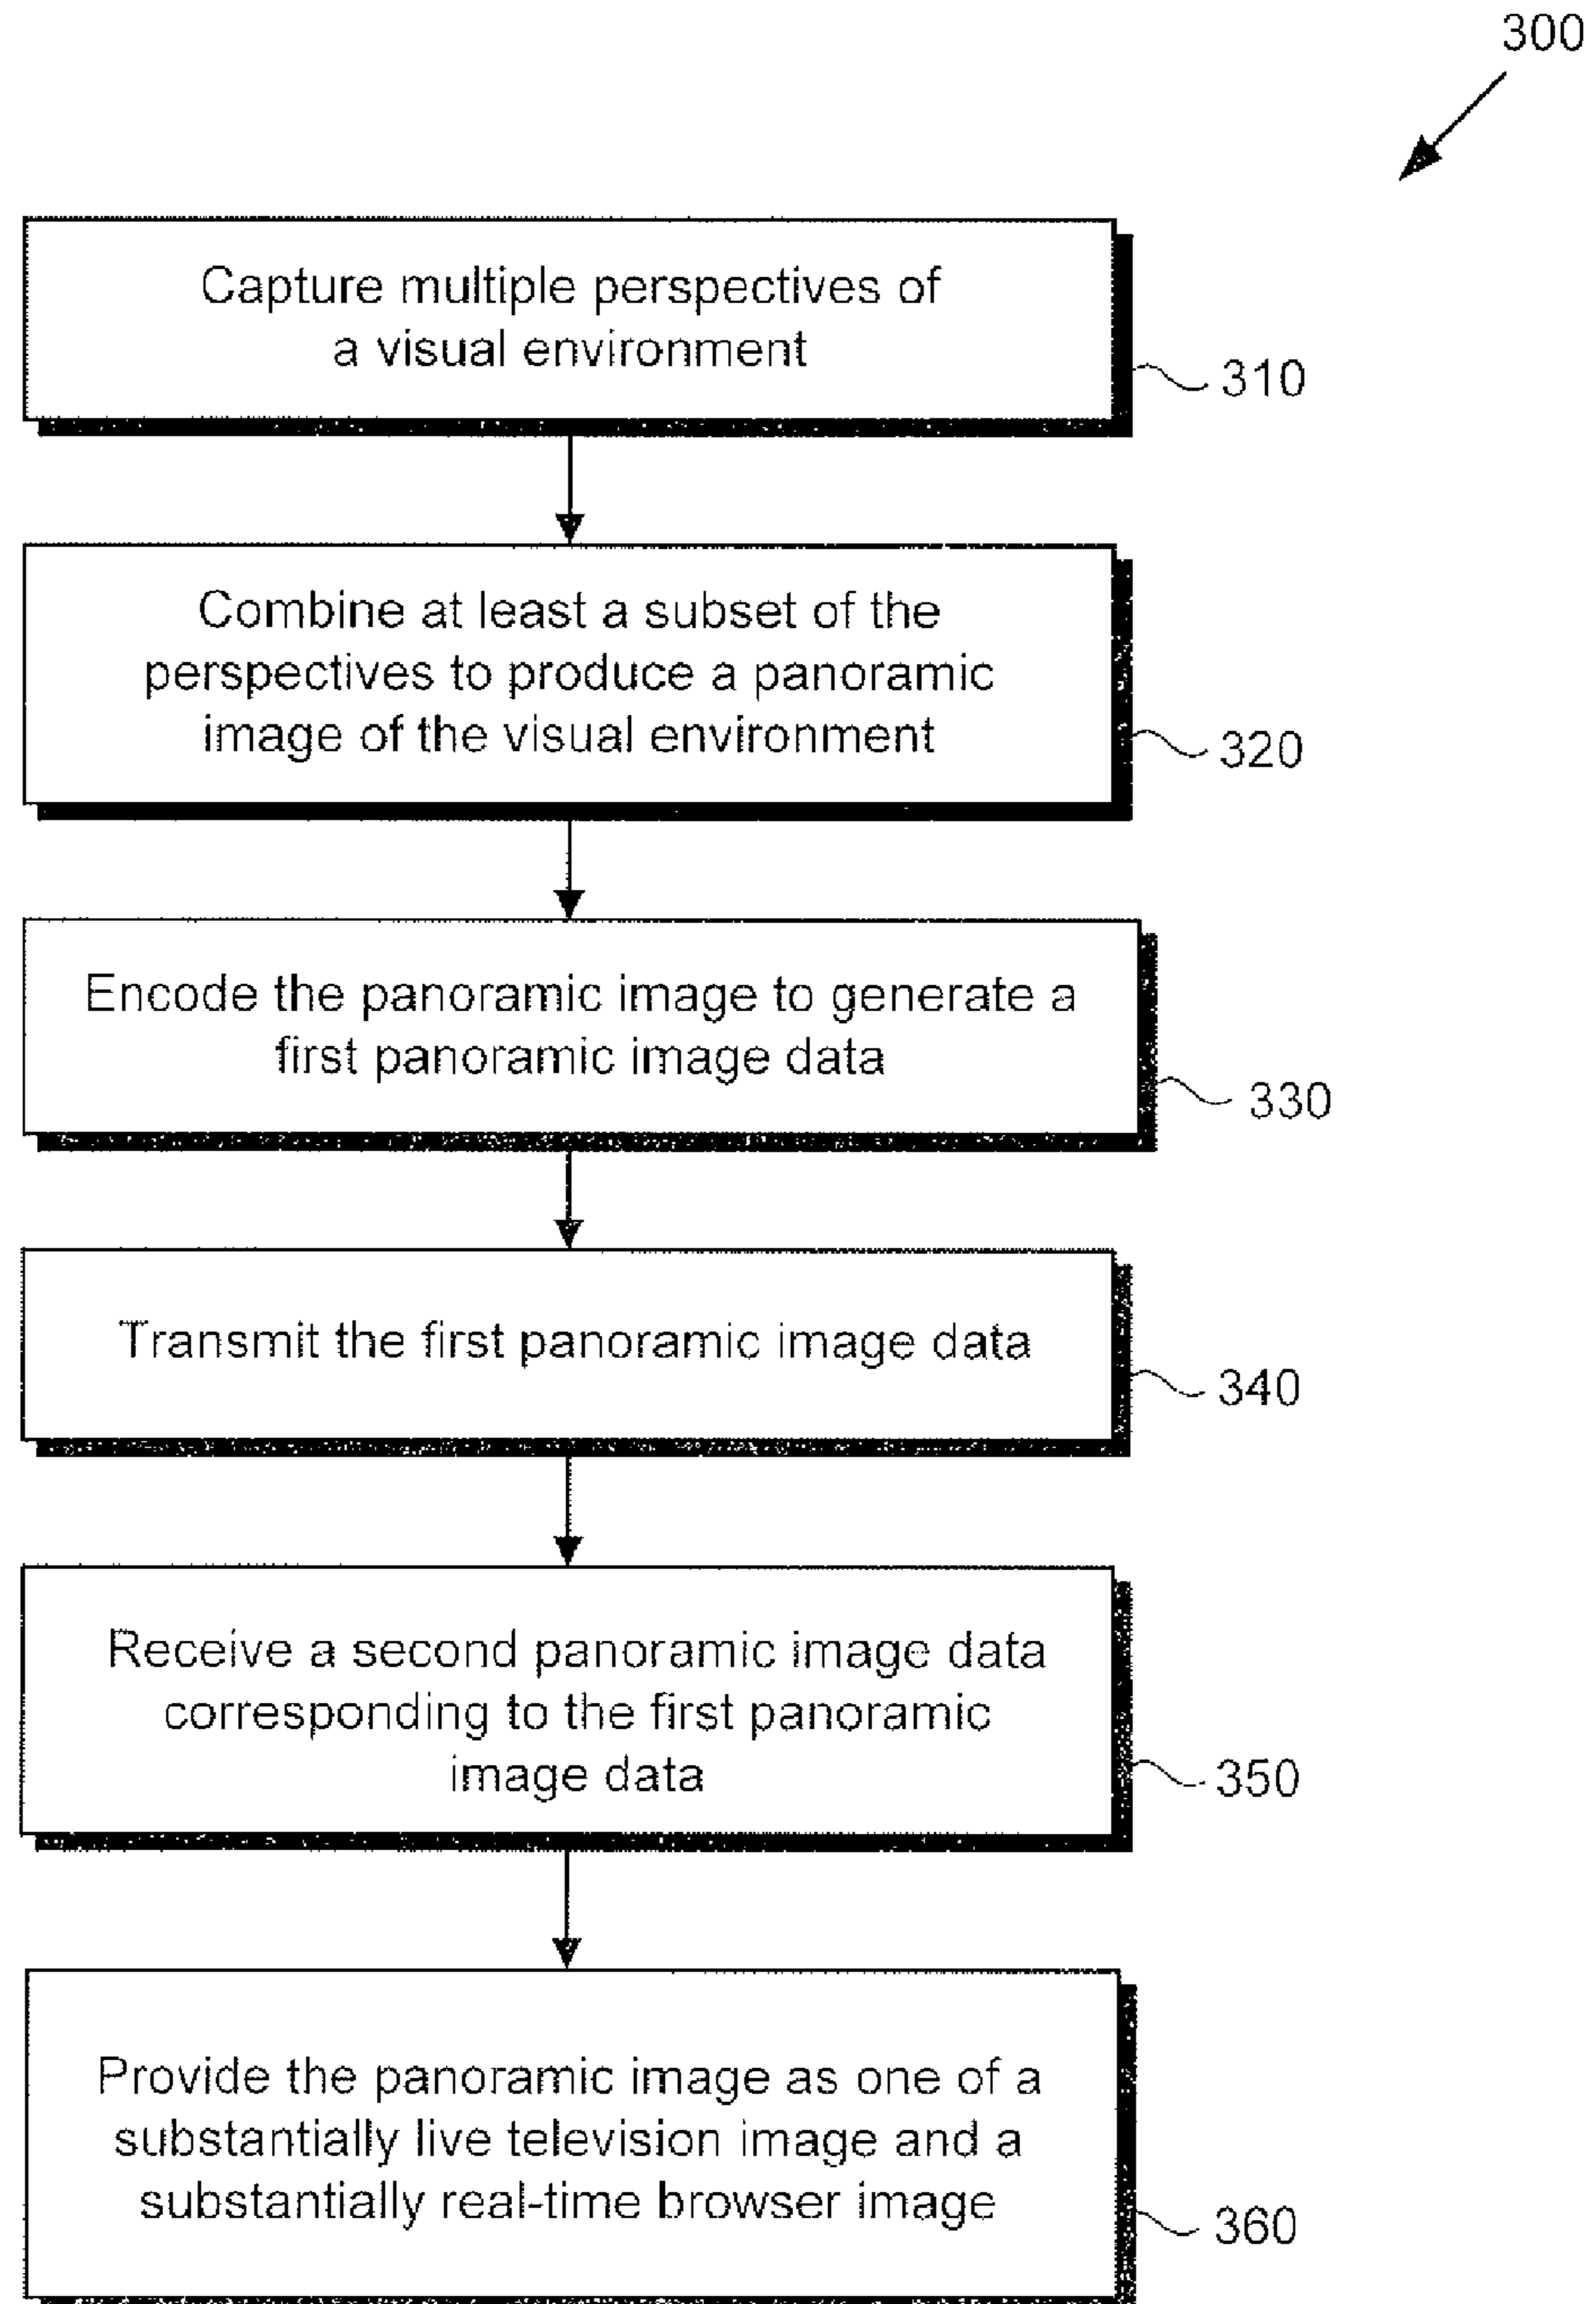 300
Capture multiple perspectives of
a visual environment
310
Combine at least a subset of the
perspectives to produce a panoramic
image of the visual environment
320
Encode the panoramic image to generate a
first panoramic image data
330
Transmit the first panoramic image data
340
Receive a second panoramic image data
corresponding to the first panoramic
image data
350
Provide the panoramic image as one of a
substantially live television image and a
substantially real-time browser image
360